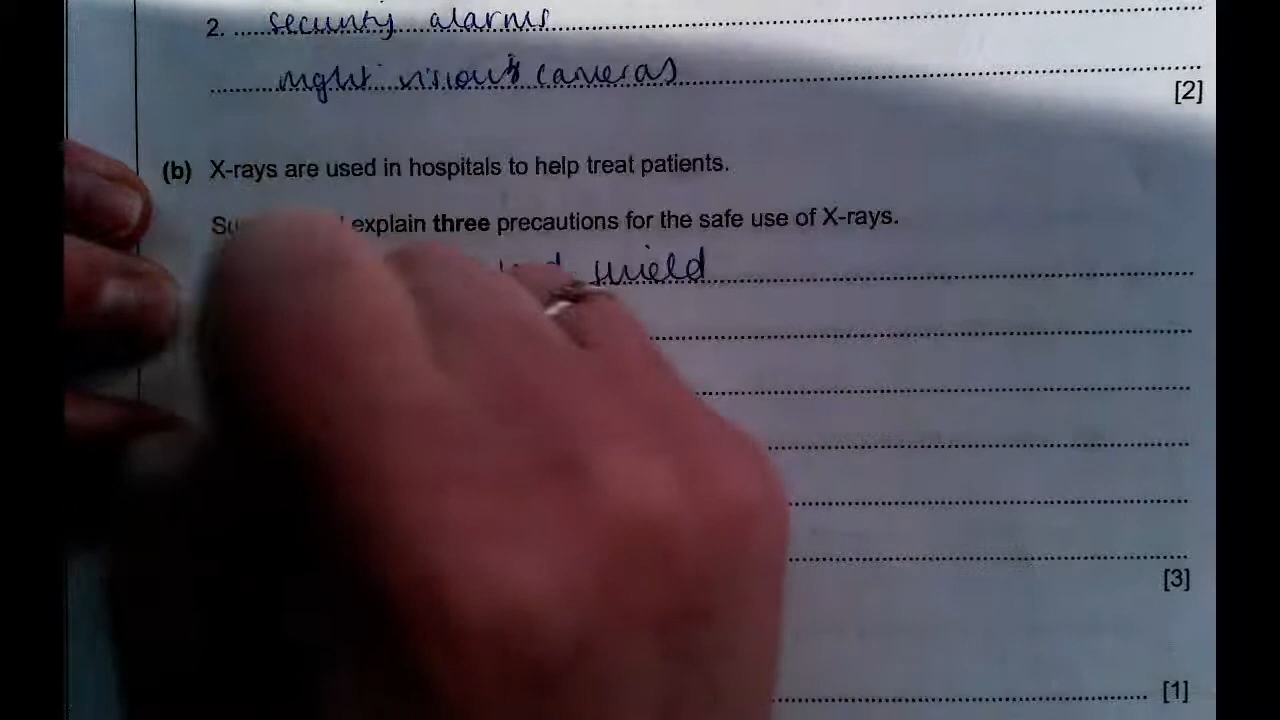 2. security alarms
night vision cameras
[2]
(b) X-rays are used in hospitals to help treat patients.
explain three precautions for the safe use of X-rays.
shield
[3]
[1]